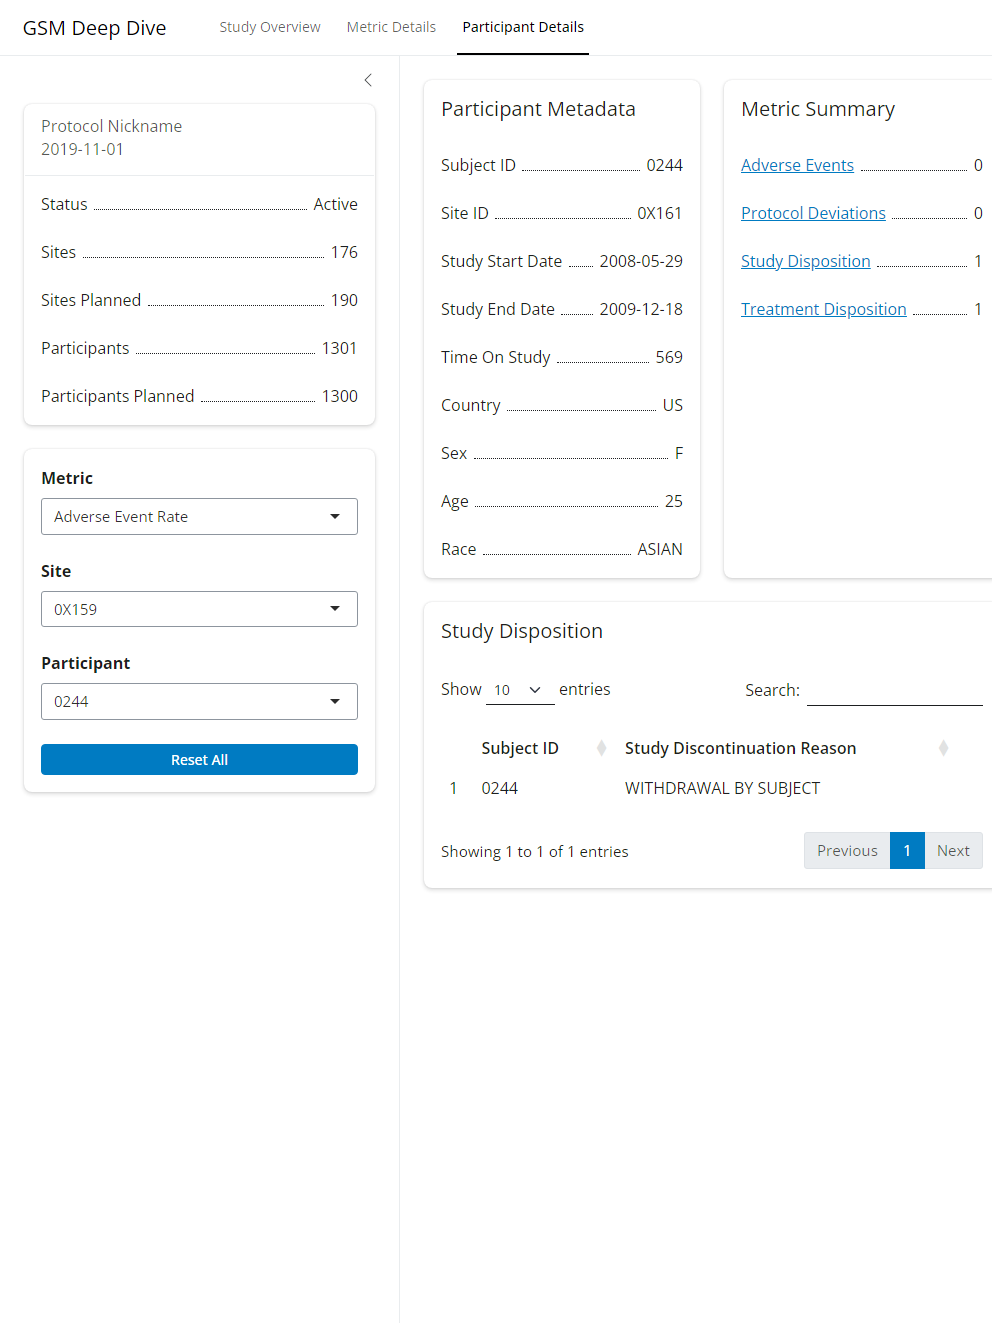 GSM Deep Dive
Study Overview
Metric Details
Participant Details
Protocol Nickname
2019-11-01
Status Active
Sites 176
Sites Planned 190
Participants 1301
Participants Planned 1300
Metric
Adverse Event Rate
Site
0X159
Participant
0244
Reset All
Participant Metadata
Subject ID 0244
Site ID 0X161
Study Start Date 2008-05-29
Study End Date 2009-12-18
Time On Study 569
Country US
Sex F
Age 25
Race ASIAN
Metric Summary
Adverse Events 0
Protocol Deviations 0
Study Disposition 1
Treatment Disposition 1
Study Disposition
Show 10 entries
Search:
Subject ID Study Discontinuation Reason
1 0244 WITHDRAWAL BY SUBJECT
Showing 1 to 1 of 1 entries
Previous 1 Next